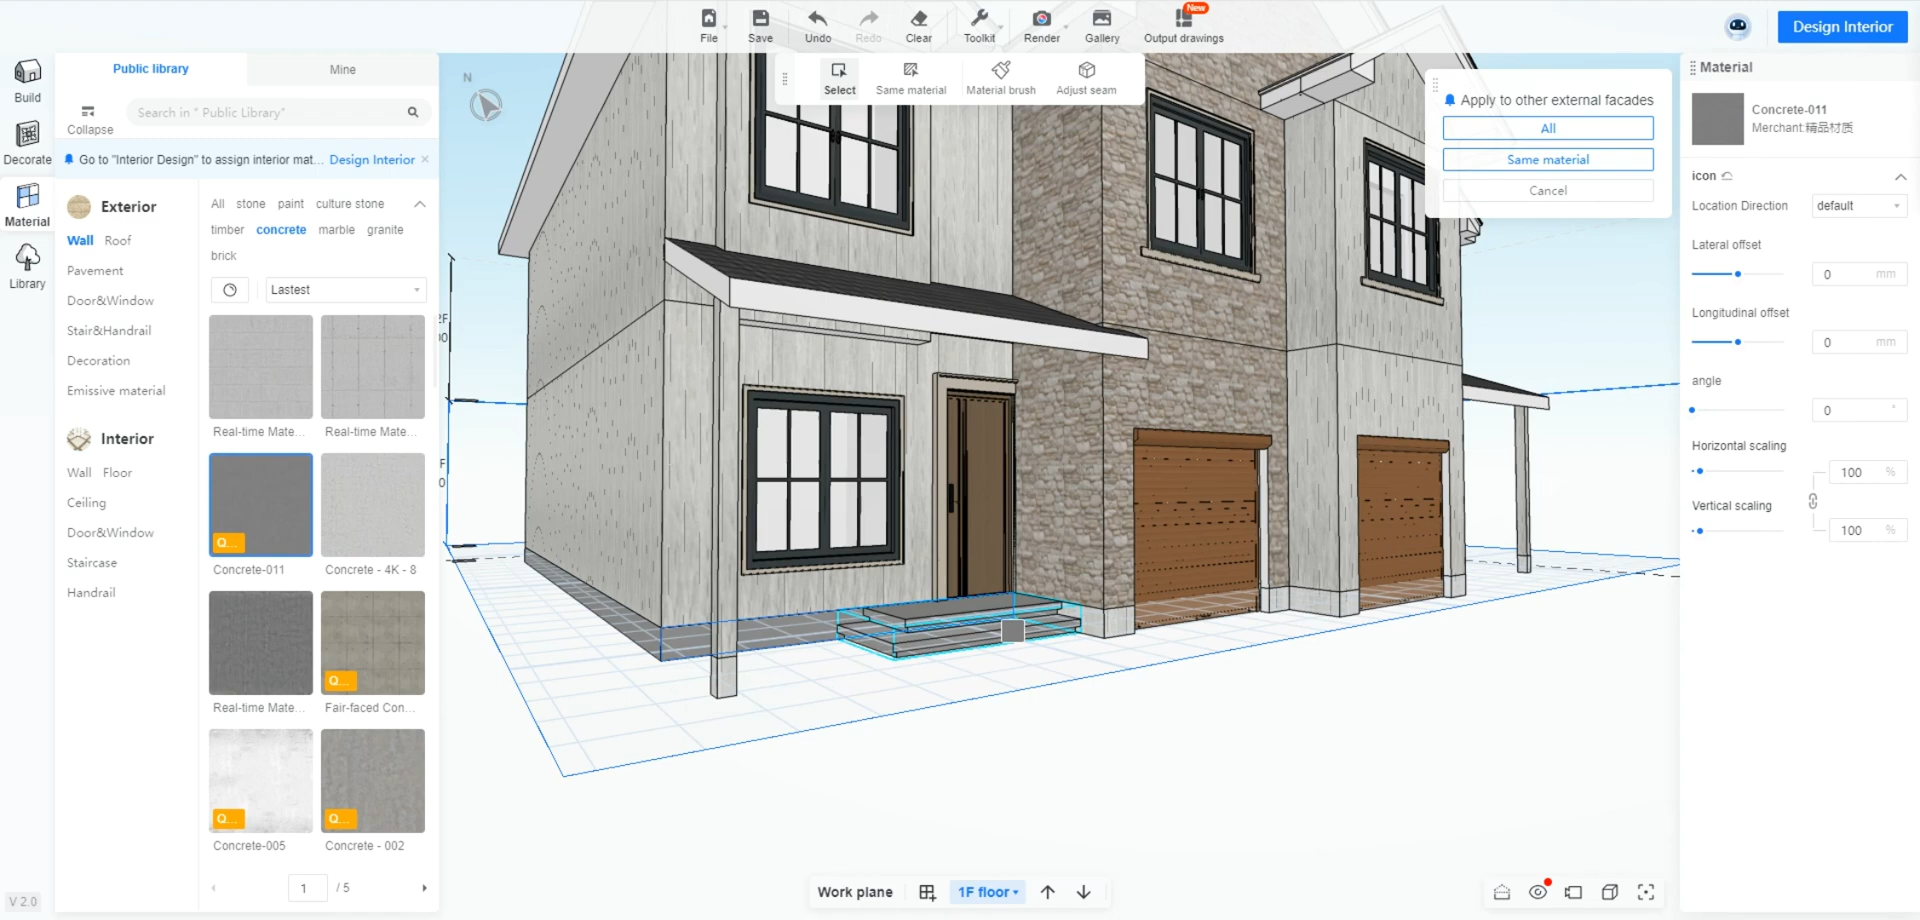 File
Save
Undo
Redo
Clear
Toolkit
Render
Gallery
New
Output drawings
Design Interior
Build
Decorate
Material
Library
V 2.0
Public library
Mine
Collapse
Search in " Public Library"
Go to "Interior Design" to assign interior mat... Design Interior ×
Exterior
Wall Roof
Pavement
Door&Window
Stair&Handrail
Decoration
Emissive material
Interior
Wall Floor
Ceiling
Door&Window
Staircase
Handrail
All stone paint culture stone
timber concrete marble granite
brick
Lastest
Real-time Mate...
Real-time Mate...
Q...
Concrete-011
Concrete - 4K - 8
Real-time Mate...
Q...
Fair-faced Con...
Q...
Concrete-005
Q...
Concrete - 002
1 / 5
N
Select
Same material
Material brush
Adjust seam
Apply to other external facades
All
Same material
Cancel
Work plane
1F floor
Material
Concrete-011
Merchant:精品材质
icon
Location Direction default
Lateral offset
0 mm
Longitudinal offset
0 mm
angle
0 °
Horizontal scaling
100 %
Vertical scaling
100 %